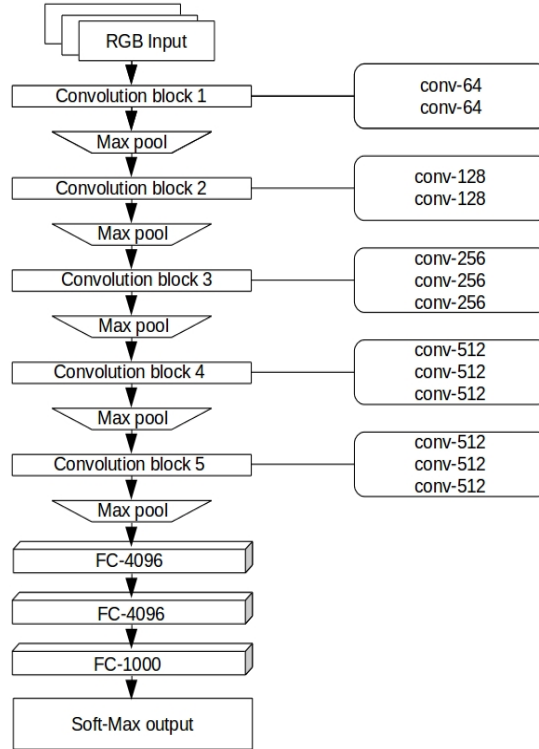 RGB Input
Convolution block 1
conv-64
conv-64
Max pool
Convolution block 2
conv-128
conv-128
Max pool
Convolution block 3
conv-256
conv-256
conv-256
Max pool
Convolution block 4
conv-512
conv-512
conv-512
Max pool
Convolution block 5
conv-512
conv-512
conv-512
Max pool
FC-4096
FC-4096
FC-1000
Soft-Max output